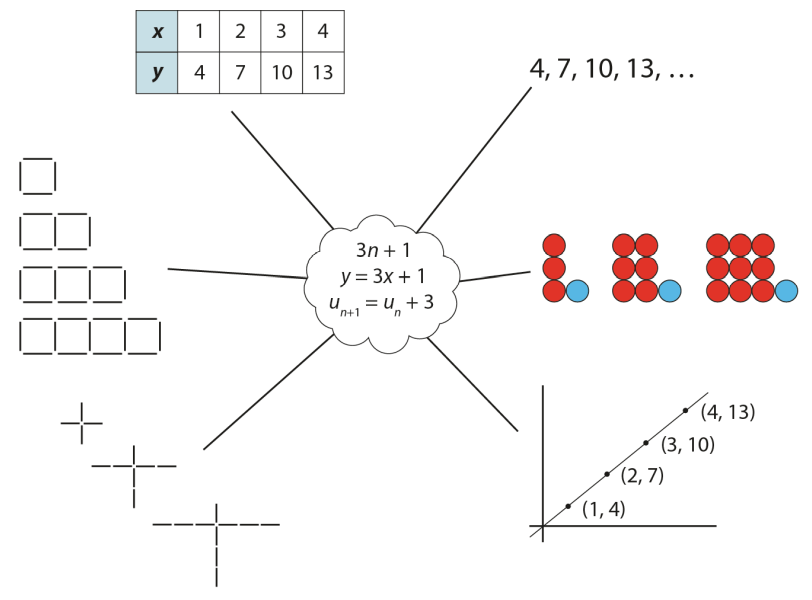 x 1 2 3 4
y 4 7 10 13
4, 7, 10, 13, …
3n + 1
y = 3x + 1
uₙ₊₁ = uₙ + 3
(4, 13)
(3, 10)
(2, 7)
(1, 4)